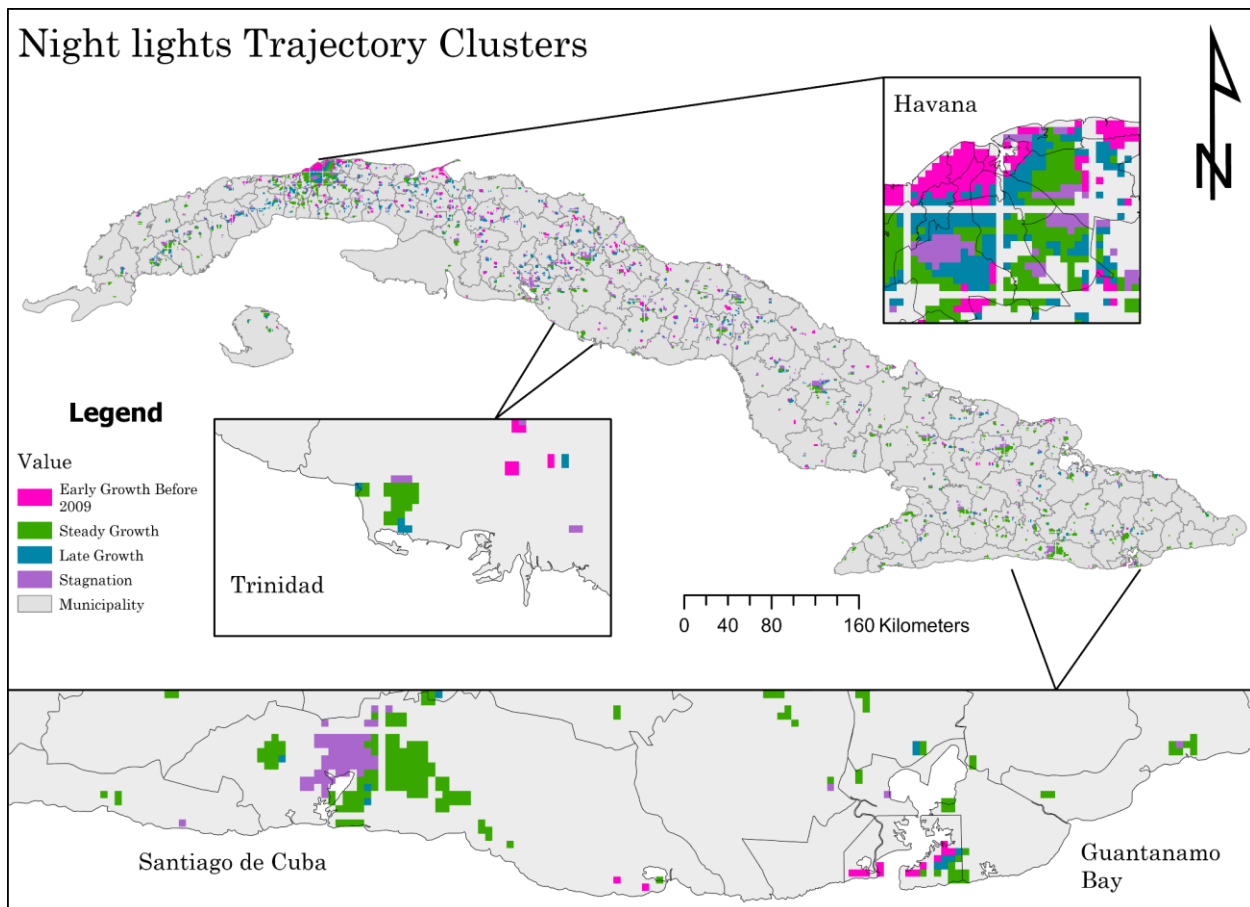 Night lights Trajectory Clusters
Havana
N
Legend
Value
Early Growth Before
2009
Steady Growth
Late Growth
Stagnation
Municipality
Trinidad
0 40 80 160 Kilometers
Santiago de Cuba
Guantanamo
Bay